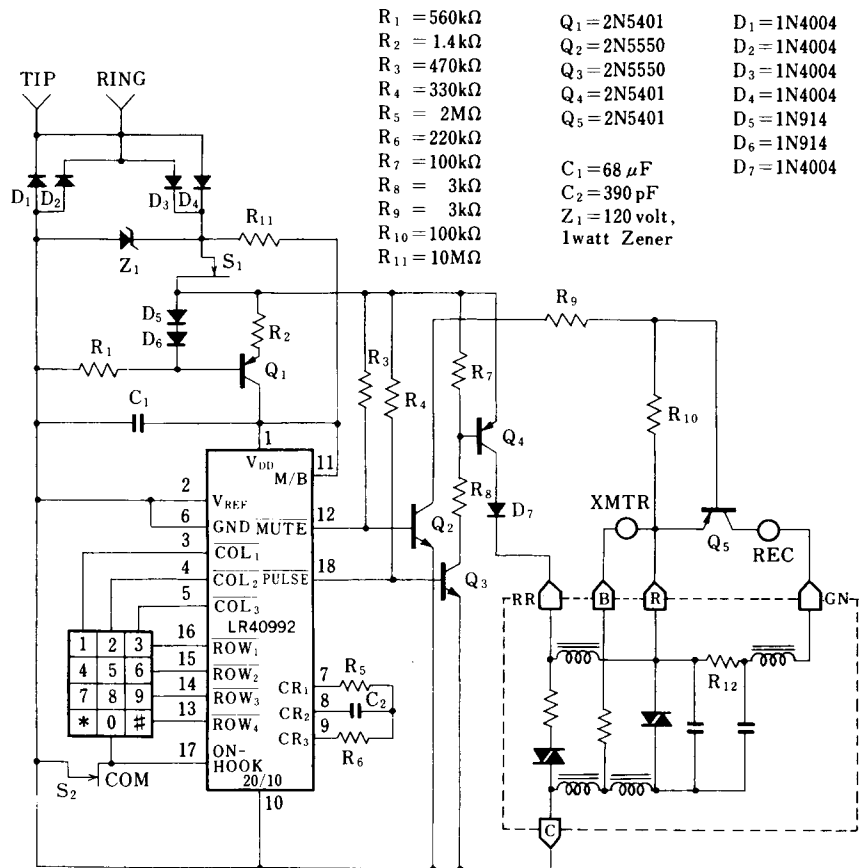 R1 = 560kΩ
R2 = 1.4kΩ
R3 = 470kΩ
R4 = 330kΩ
R5 = 2MΩ
R6 = 220kΩ
R7 = 100kΩ
R8 = 3kΩ
R9 = 3kΩ
R10 = 100kΩ
R11 = 10MΩ
Q1 = 2N5401
Q2 = 2N5550
Q3 = 2N5550
Q4 = 2N5401
Q5 = 2N5401
C1 = 68 μF
C2 = 390 pF
Z1 = 120 volt,
1watt Zener
D1 = 1N4004
D2 = 1N4004
D3 = 1N4004
D4 = 1N4004
D5 = 1N914
D6 = 1N914
D7 = 1N4004
TIP
RING
D1
D2
D3
D4
R11
Z1
S1
D5
D6
R2
R1
Q1
C1
R3
R4
R7
R8
R9
R10
Q4
D7
Q2
Q3
XMTR
Q5
REC
1
VDD
11
M/B
2
VREF
6
GND
12
MUTE
3
COL1
4
COL2
18
PULSE
5
COL3
LR40992
16
ROW1
15
ROW2
14
ROW3
13
ROW4
17
ON-
HOOK
20/10
10
7
CR1
R5
8
CR2
C2
9
CR3
R6
1 2 3
4 5 6
7 8 9
* 0 #
S2
COM
RR
B
R
GN
R12
C